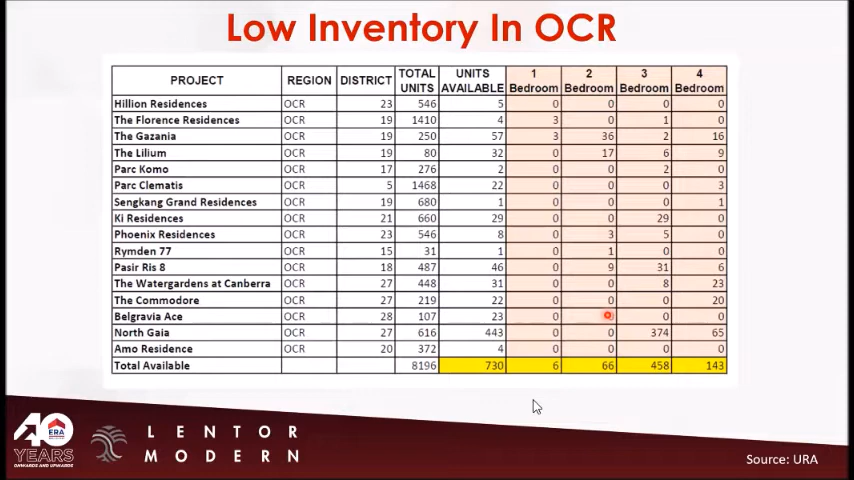 Low Inventory In OCR
PROJECT REGION DISTRICT TOTAL UNITS UNITS AVAILABLE 1 Bedroom 2 Bedroom 3 Bedroom 4 Bedroom
Hillion Residences OCR 23 546 5 0 0 0 0
The Florence Residences OCR 19 1410 4 3 0 1 0
The Gazania OCR 19 250 57 3 36 2 16
The Lilium OCR 19 80 32 0 17 6 9
Parc Komo OCR 17 276 2 0 0 2 0
Parc Clematis OCR 5 1468 22 0 0 0 3
Sengkang Grand Residences OCR 19 680 1 0 0 0 1
Ki Residences OCR 21 660 29 0 0 29 0
Phoenix Residences OCR 23 546 8 0 3 5 0
Rymden 77 OCR 15 31 1 0 1 0 0
Pasir Ris 8 OCR 18 487 46 0 9 31 6
The Watergardens at Canberra OCR 27 448 31 0 0 8 23
The Commodore OCR 27 219 22 0 0 0 20
Belgravia Ace OCR 28 107 23 0 0 0 0
North Gaia OCR 27 616 443 0 0 374 65
Amo Residence OCR 20 372 4 0 0 0 0
Total Available 8196 730 6 66 458 143
40 YEARS
ERA
ONWARDS AND UPWARDS
LENTOR
MODERN
Source: URA